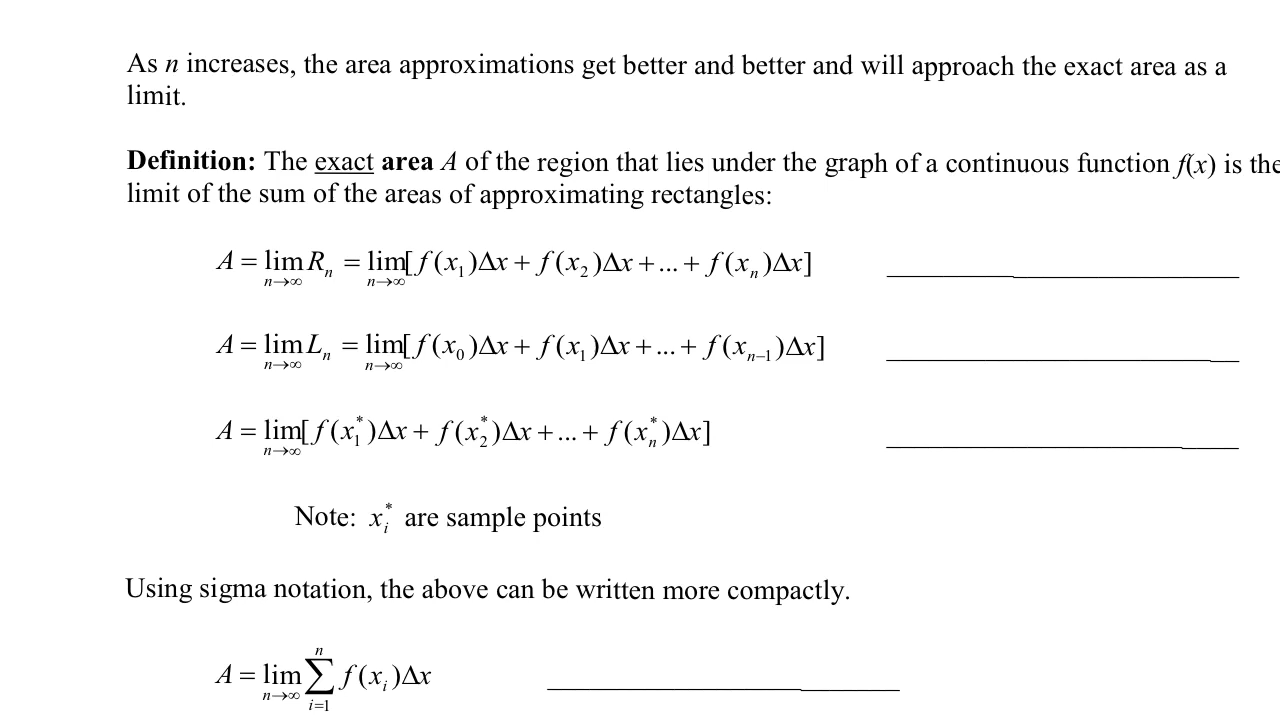 As n increases, the area approximations get better and better and will approach the exact area as a
limit.
Definition: The exact area A of the region that lies under the graph of a continuous function f(x) is the
limit of the sum of the areas of approximating rectangles:
A = lim_{n→∞} R_n = lim_{n→∞} [f(x_1)Δx + f(x_2)Δx + ... + f(x_n)Δx]
A = lim_{n→∞} L_n = lim_{n→∞} [f(x_0)Δx + f(x_1)Δx + ... + f(x_{n-1})Δx]
A = lim_{n→∞} [f(x_1^*)Δx + f(x_2^*)Δx + ... + f(x_n^*)Δx]
Note: x_i^* are sample points
Using sigma notation, the above can be written more compactly.
A = lim_{n→∞} ∑_{i=1}^{n} f(x_i)Δx